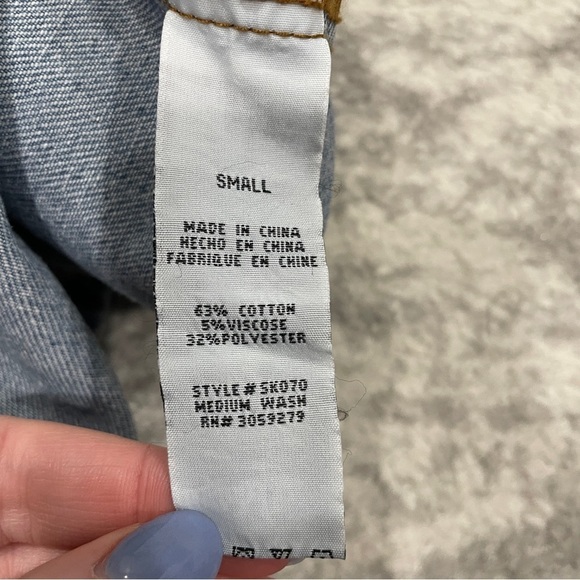 SMALL
MADE IN CHINA
HECHO EN CHINA
FABRIQUE EN CHINE
63% COTTON
5%VISCOSE
32%POLYESTER
STYLE#SK070
MEDIUM WASH
RN# 3059279